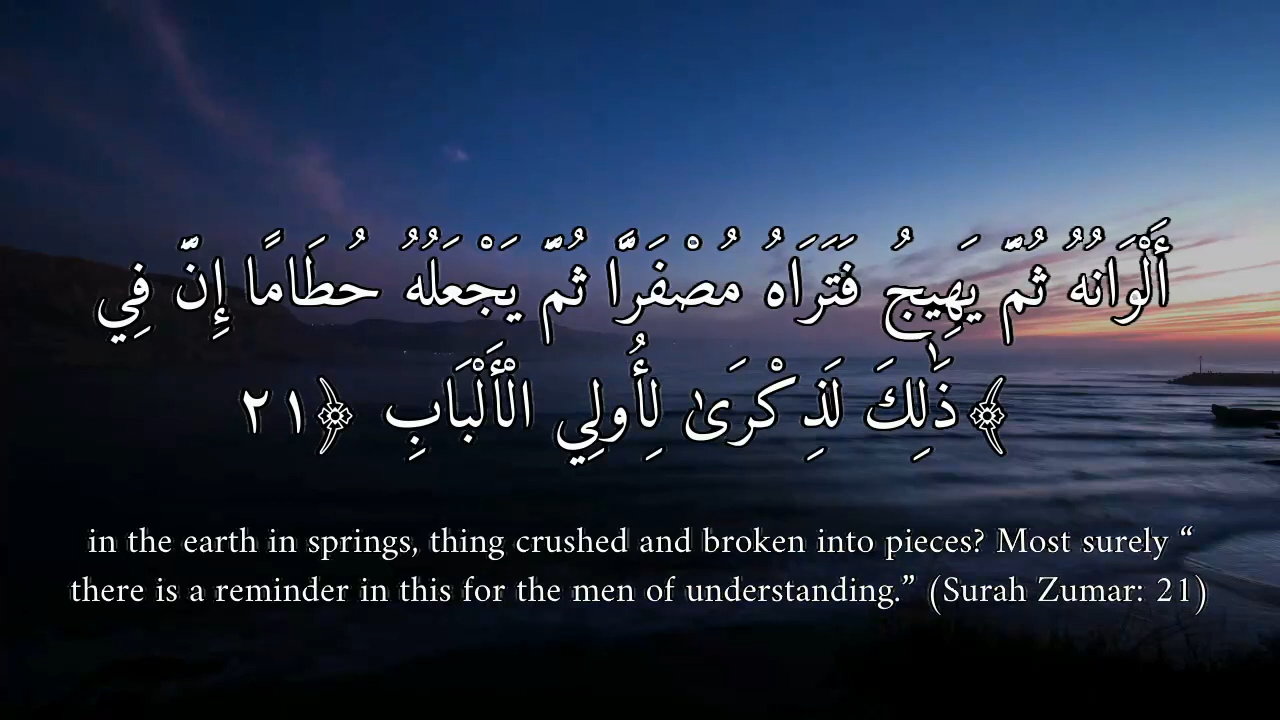 أَلْوَانُهُ ثُمَّ يَهِيجُ فَتَرَاهُ مُصْفَرًّا ثُمَّ يَجْعَلُهُ حُطَامًا إِنَّ فِي
﴾ذَٰلِكَ لَذِكْرَىٰ لِأُولِي الْأَلْبَابِ ﴿٢١
in the earth in springs, thing crushed and broken into pieces? Most surely “
there is a reminder in this for the men of understanding.” (Surah Zumar: 21)